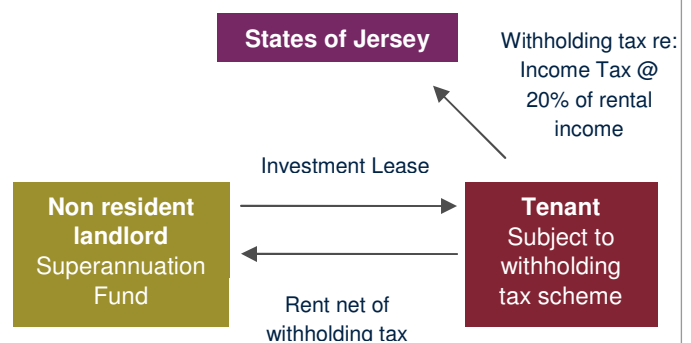 States of Jersey
Withholding tax re:
Income Tax @
20% of rental
income
Investment Lease
Non resident
landlord
Superannuation
Fund
Tenant
Subject to
withholding
tax scheme
Rent net of
withholding tax